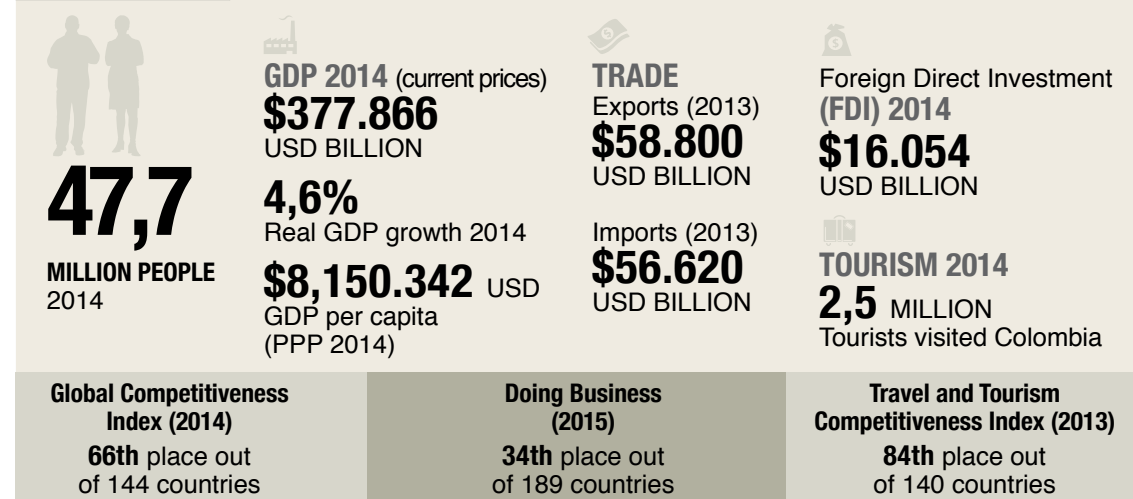 47,7
MILLION PEOPLE
2014
GDP 2014 (current prices)
$377.866
USD BILLION
4,6%
Real GDP growth 2014
$8,150.342 USD
GDP per capita
(PPP 2014)
TRADE
Exports (2013)
$58.800
USD BILLION
Imports (2013)
$56.620
USD BILLION
Foreign Direct Investment
(FDI) 2014
$16.054
USD BILLION
TOURISM 2014
2,5 MILLION
Tourists visited Colombia
Global Competitiveness
Index (2014)
66th place out
of 144 countries
Doing Business
(2015)
34th place out
of 189 countries
Travel and Tourism
Competitiveness Index (2013)
84th place out
of 140 countries